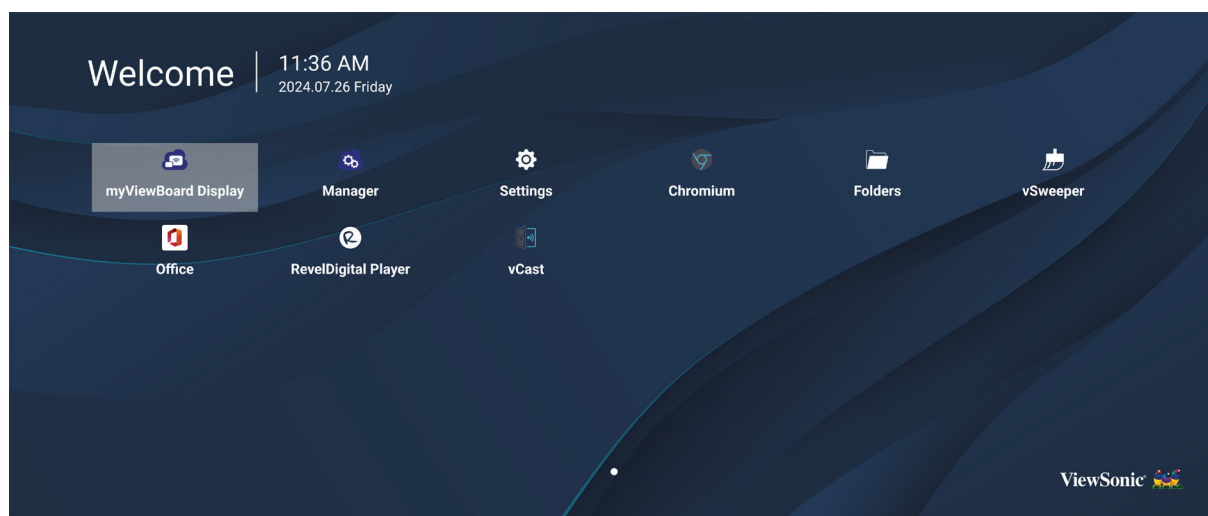 Welcome
11:36 AM
2024.07.26 Friday
myViewBoard Display
Manager
Settings
Chromium
Folders
vSweeper
Office
RevelDigital Player
vCast
ViewSonic